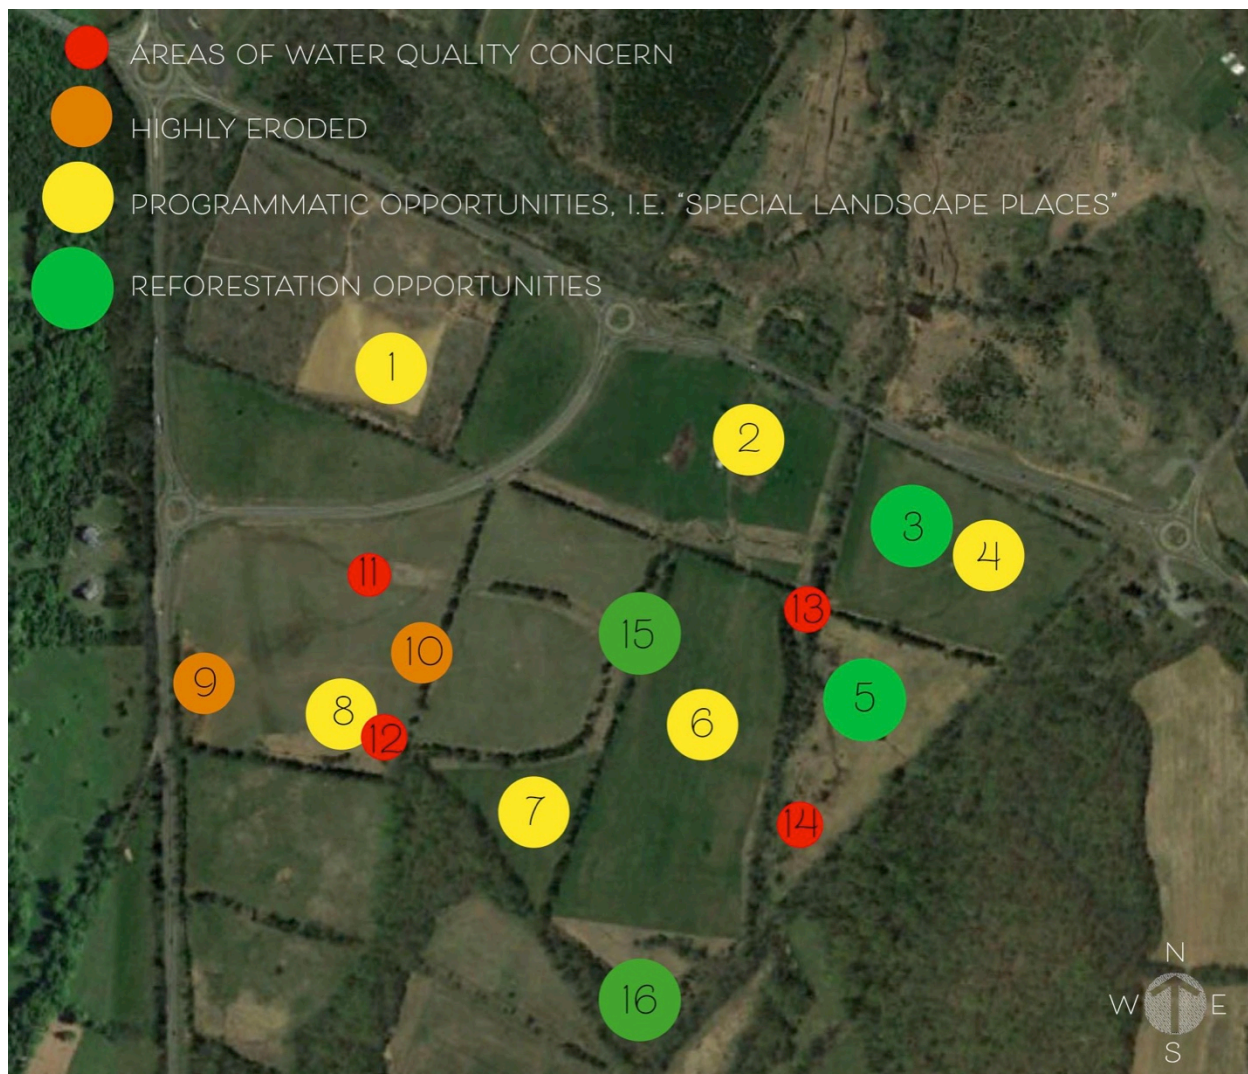 AREAS OF WATER QUALITY CONCERN
HIGHLY ERODED
PROGRAMMATIC OPPORTUNITIES, I.E. “SPECIAL LANDSCAPE PLACES”
REFORESTATION OPPORTUNITIES
1
2
3
4
11
13
15
10
9
5
8
6
12
7
14
N
16
W E
S